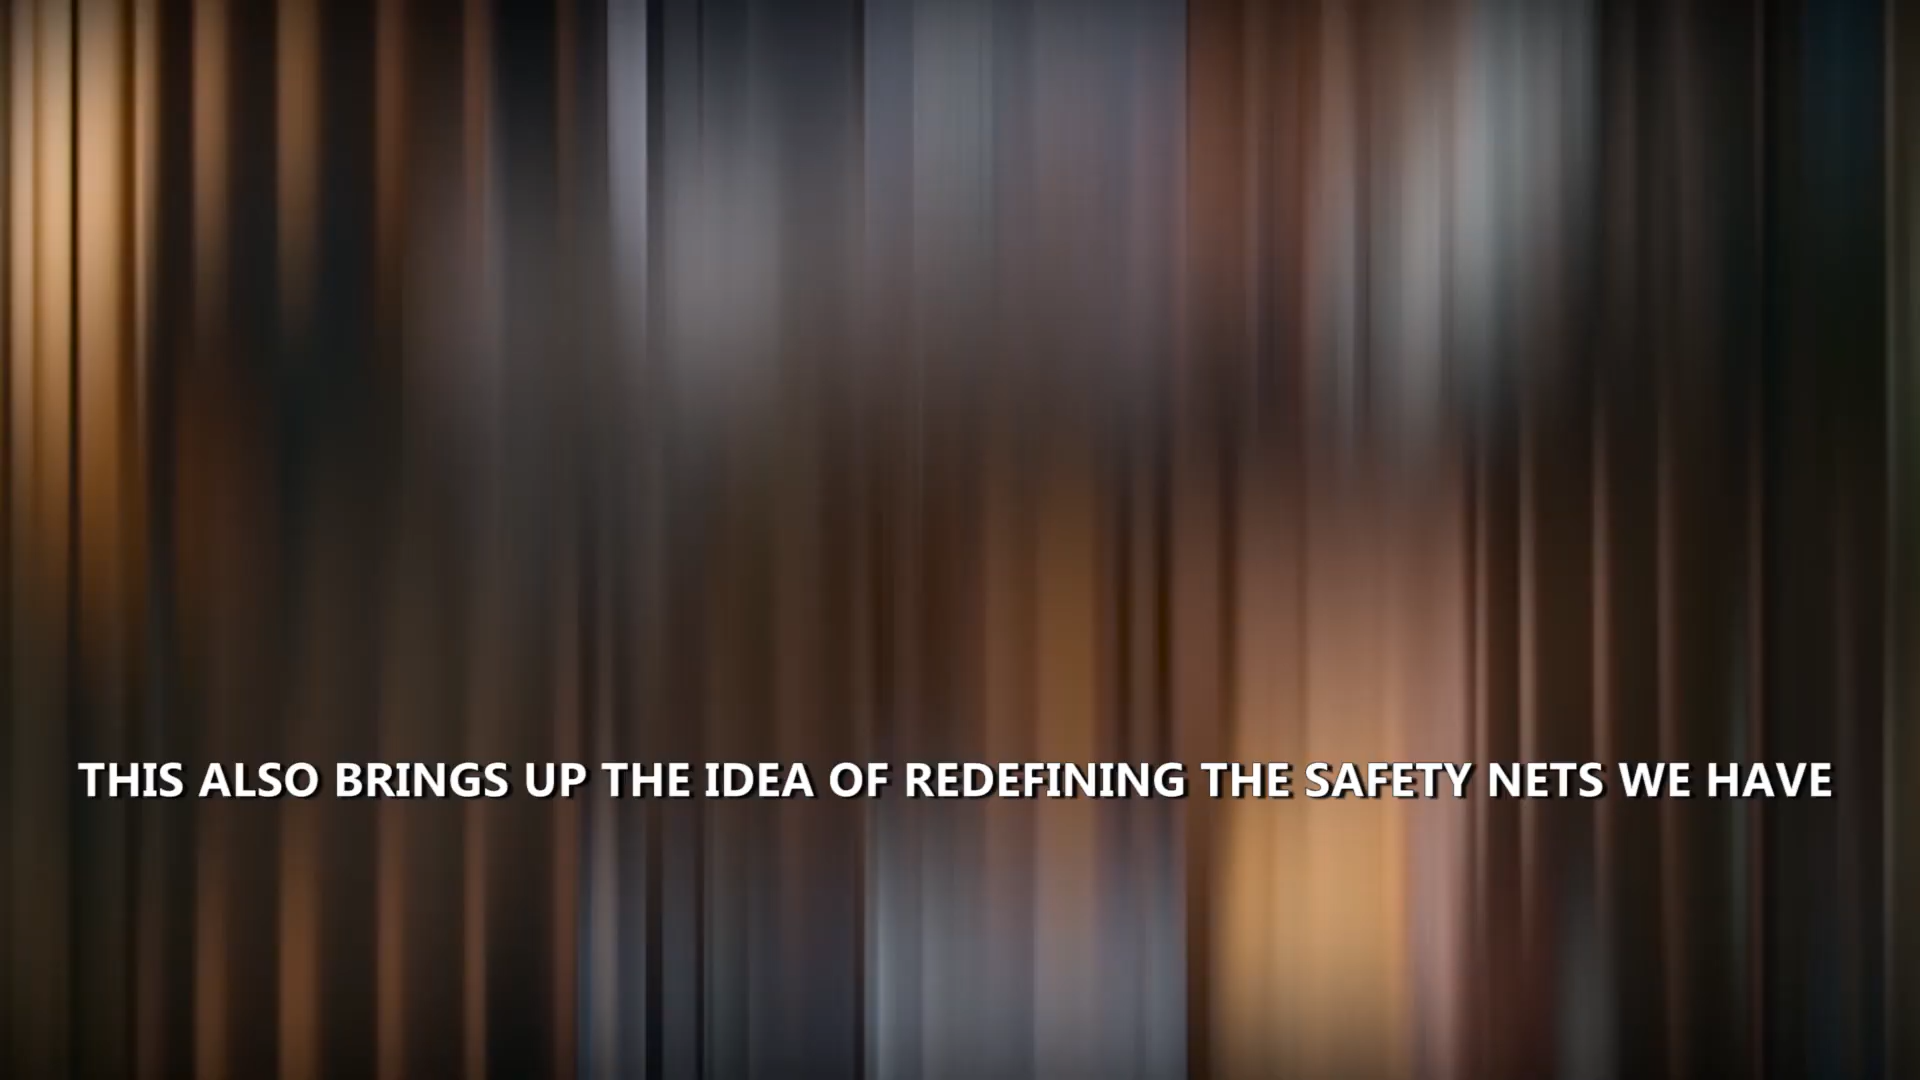 THIS ALSO BRINGS UP THE IDEA OF REDEFINING THE SAFETY NETS WE HAVE